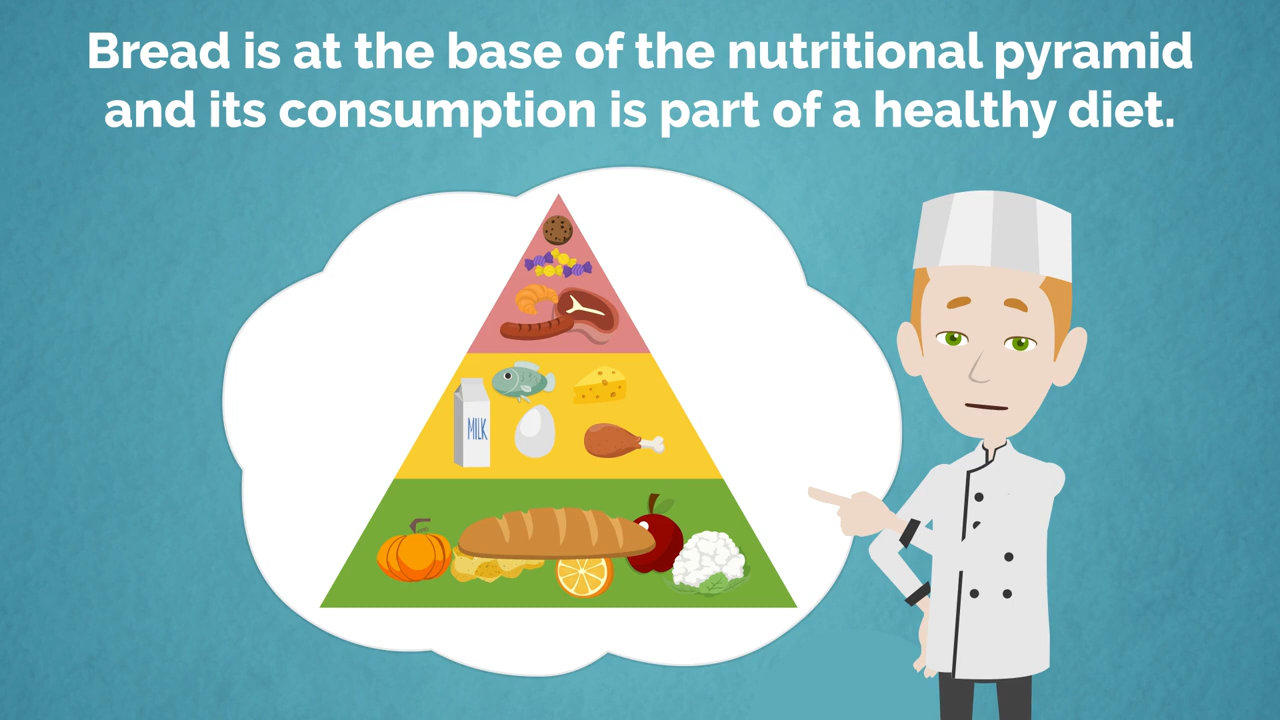 Bread is at the base of the nutritional pyramid
and its consumption is part of a healthy diet.
MILK